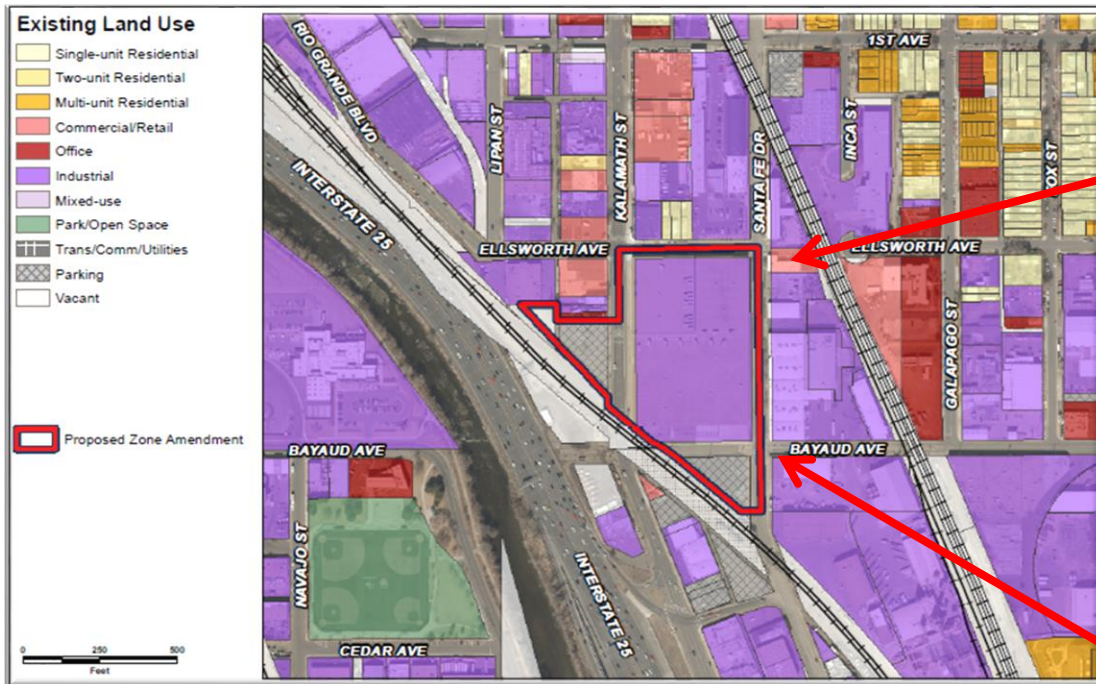 Existing Land Use
Single-unit Residential
Two-unit Residential
Multi-unit Residential
Commercial/Retail
Office
Industrial
Mixed-use
Park/Open Space
Trans/Comm/Utilities
Parking
Vacant
Proposed Zone Amendment
0 250 500
Feet
1ST AVE
RIO GRANDE BLVD
LIPAN ST
KALAMATH ST
SANTA FE DR
INCA ST
FOX ST
INTERSTATE 25
ELLSWORTH AVE
ELLSWORTH AVE
GALAPAGO ST
BAYAUD AVE
BAYAUD AVE
NAVAJO ST
INTERSTATE 25
CEDAR AVE